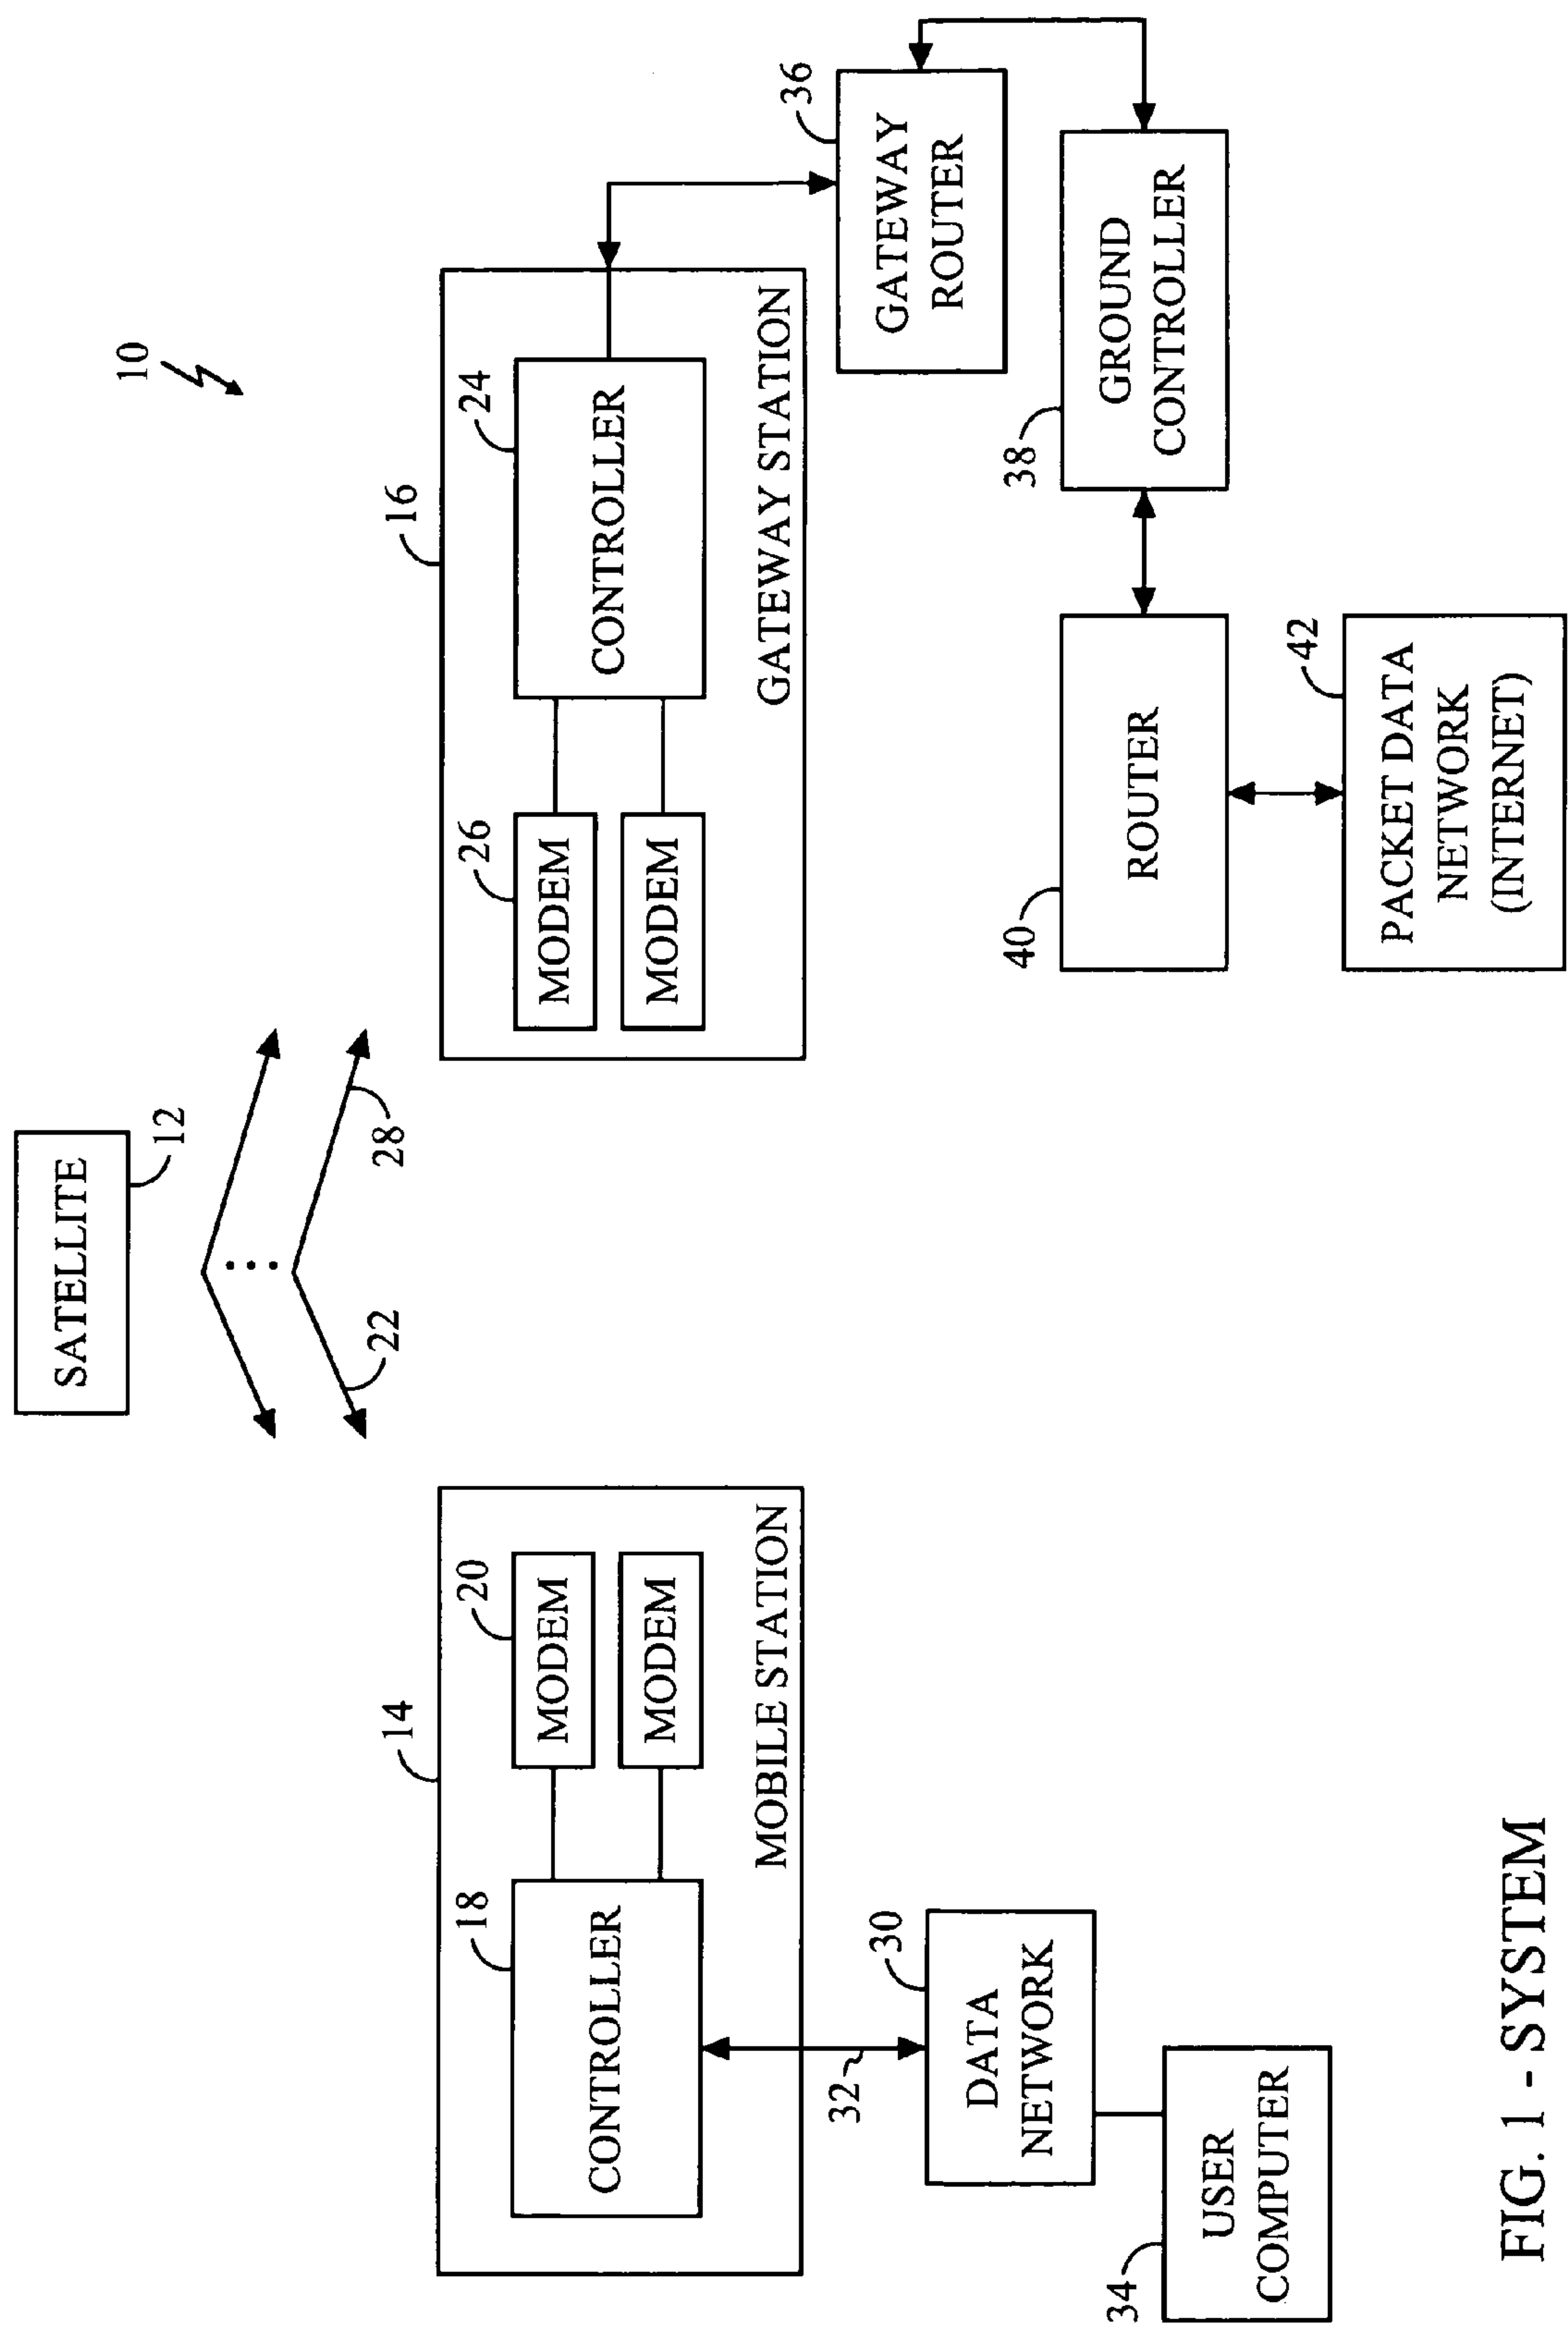 10
SATELLITE
12
22
28
14
18
CONTROLLER
20
MODEM
MODEM
MOBILE STATION
16
26
MODEM
MODEM
24
CONTROLLER
GATEWAY STATION
32
30
DATA
NETWORK
34
USER
COMPUTER
36
GATEWAY
ROUTER
38
GROUND
CONTROLLER
40
ROUTER
42
PACKET DATA
NETWORK
(INTERNET)
FIG. 1 - SYSTEM